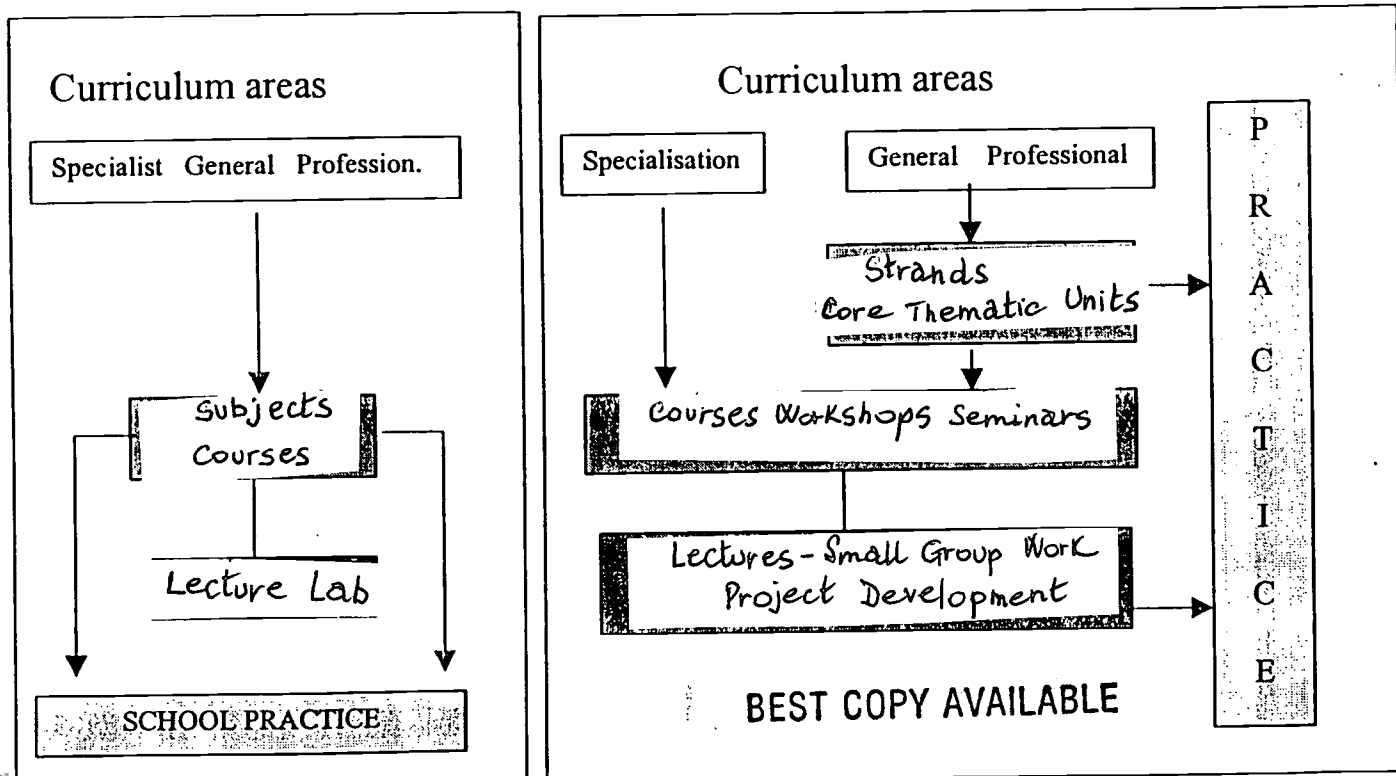 Curriculum areas
Specialist General Profession.
Subjects
Courses
Lecture Lab
SCHOOL PRACTICE
Curriculum areas
Specialisation
General Professional
Strands
Core Thematic Units
Courses Workshops Seminars
Lectures - Small Group Work
Project Development
P
R
A
C
T
I
C
E
BEST COPY AVAILABLE